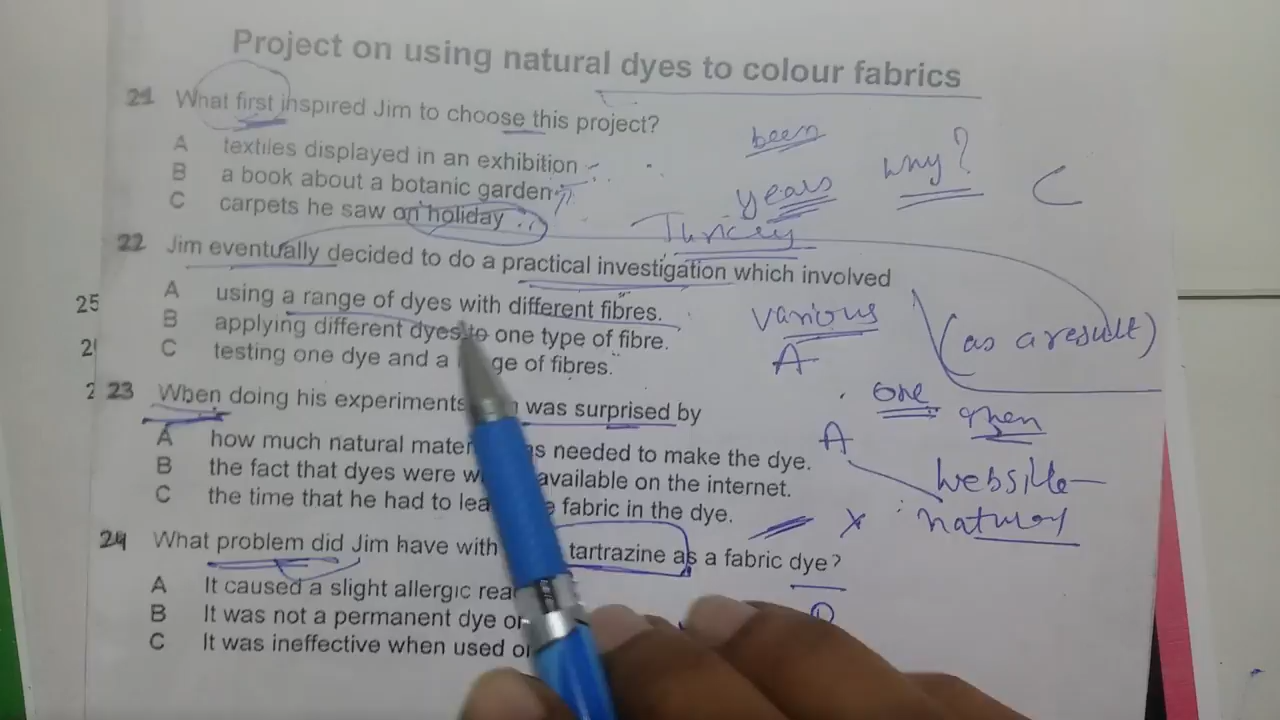 Project on using natural dyes to colour fabrics
21 What first inspired Jim to choose this project?
A textiles displayed in an exhibition
B a book about a botanic garden
C carpets he saw on holiday
been
years
why?
C
Turkey
22 Jim eventually decided to do a practical investigation which involved
25 A using a range of dyes with different fibres.
B applying different dyes to one type of fibre.
2 C testing one dye and a ge of fibres.
various
A
(as a result)
2 23 When doing his experiments was surprised by
A how much natural mater s needed to make the dye.
B the fact that dyes were w available on the internet.
C the time that he had to lea e fabric in the dye.
one
A
website
x natural
24 What problem did Jim have with tartrazine as a fabric dye?
A It caused a slight allergic rea
B It was not a permanent dye o
C It was ineffective when used o